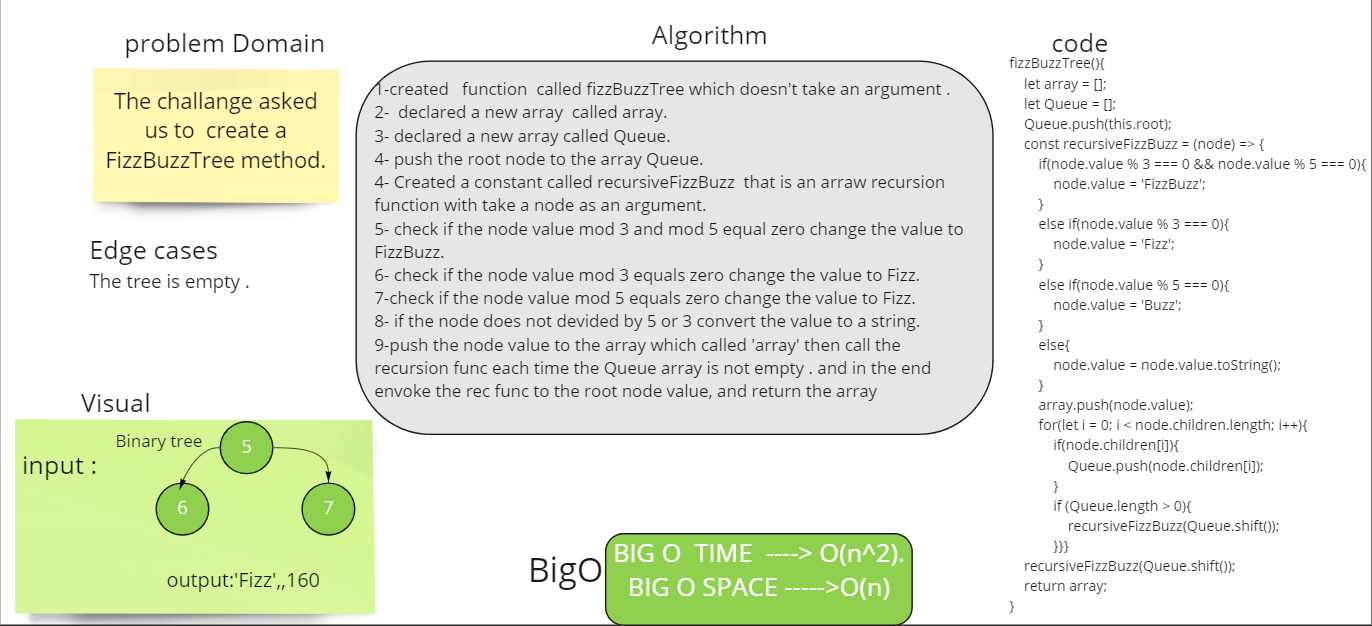 problem Domain
The challange asked
us to create a
FizzBuzzTree method.
Edge cases
The tree is empty .
Visual
Binary tree
input :
5
6
7
output:'Fizz',,160
Algorithm
1-created function called fizzBuzzTree which doesn't take an argument .
2- declared a new array called array.
3- declared a new array called Queue.
4- push the root node to the array Queue.
4- Created a constant called recursiveFizzBuzz that is an arraw recursion
function with take a node as an argument.
5- check if the node value mod 3 and mod 5 equal zero change the value to
FizzBuzz.
6- check if the node value mod 3 equals zero change the value to Fizz.
7-check if the node value mod 5 equals zero change the value to Fizz.
8- if the node does not devided by 5 or 3 convert the value to a string.
9-push the node value to the array which called 'array' then call the
recursion func each time the Queue array is not empty . and in the end
envoke the rec func to the root node value, and return the array
BigO
BIG O TIME ----> O(n^2).
BIG O SPACE ----->O(n)
code
fizzBuzzTree(){
let array = [];
let Queue = [];
Queue.push(this.root);
const recursiveFizzBuzz = (node) => {
if(node.value % 3 === 0 && node.value % 5 === 0){
node.value = 'FizzBuzz';
}
else if(node.value % 3 === 0){
node.value = 'Fizz';
}
else if(node.value % 5 === 0){
node.value = 'Buzz';
}
else{
node.value = node.value.toString();
}
array.push(node.value);
for(let i = 0; i < node.children.length; i++){
if(node.children[i]){
Queue.push(node.children[i]);
}
if (Queue.length > 0){
recursiveFizzBuzz(Queue.shift());
}}}
recursiveFizzBuzz(Queue.shift());
return array;
}